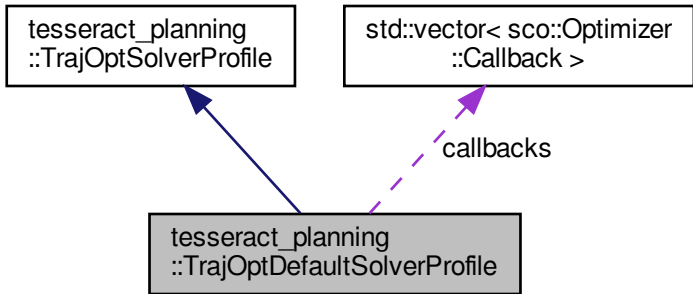 tesseract_planning
::TrajOptSolverProfile
std::vector< sco::Optimizer
::Callback >
callbacks
tesseract_planning
::TrajOptDefaultSolverProfile